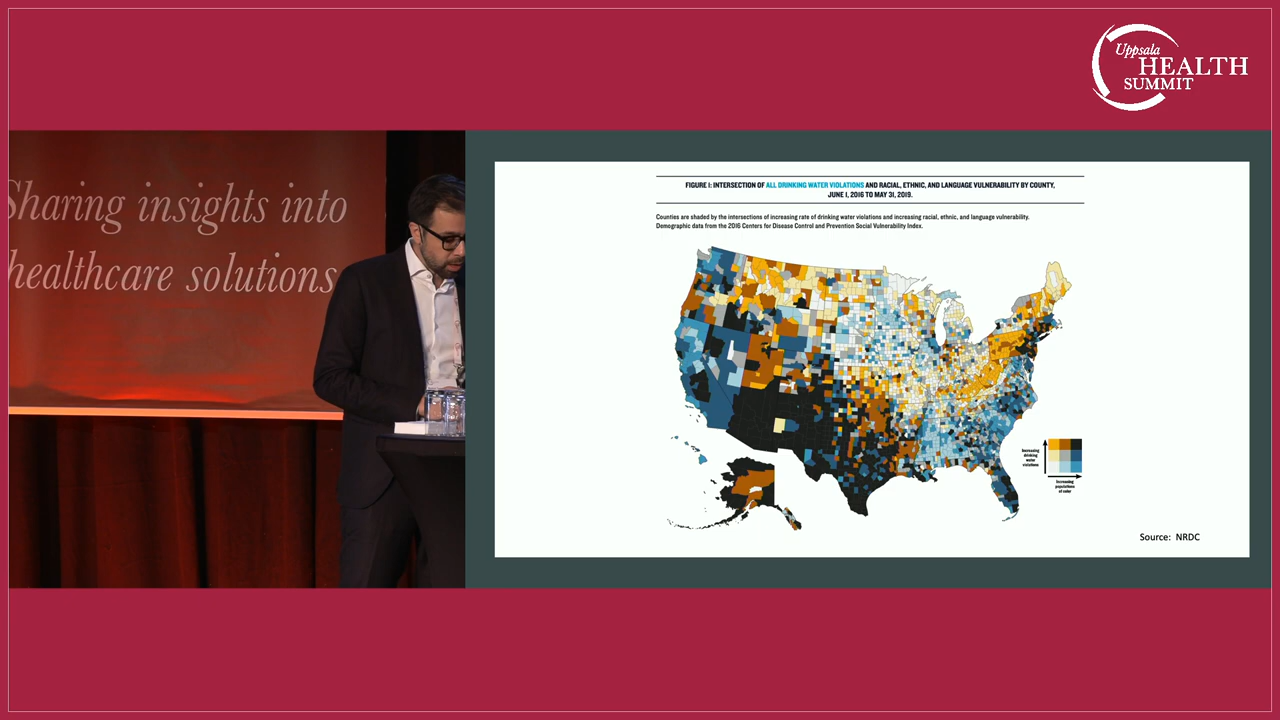 Uppsala
HEALTH
SUMMIT
Sharing insights into
healthcare solutions
FIGURE 1: INTERSECTION OF ALL DRINKING WATER VIOLATIONS AND RACIAL, ETHNIC, AND LANGUAGE VULNERABILITY BY COUNTY,
JUNE 1, 2016 TO MAY 31, 2019.
Counties are shaded by the intersections of increasing rate of drinking water violations and increasing racial, ethnic, and language vulnerability.
Demographic data from the 2016 Centers for Disease Control and Prevention Social Vulnerability Index.
Increasing
drinking
water
violations
Increasing
populations
of color
Source: NRDC